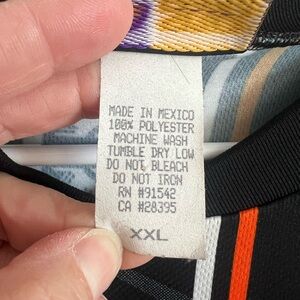 MADE IN MEXICO
100% POLYESTER
MACHINE WASH
TUMBLE DRY LOW
DO NOT BLEACH
DO NOT IRON
RN #91542
CA #28395
XXL